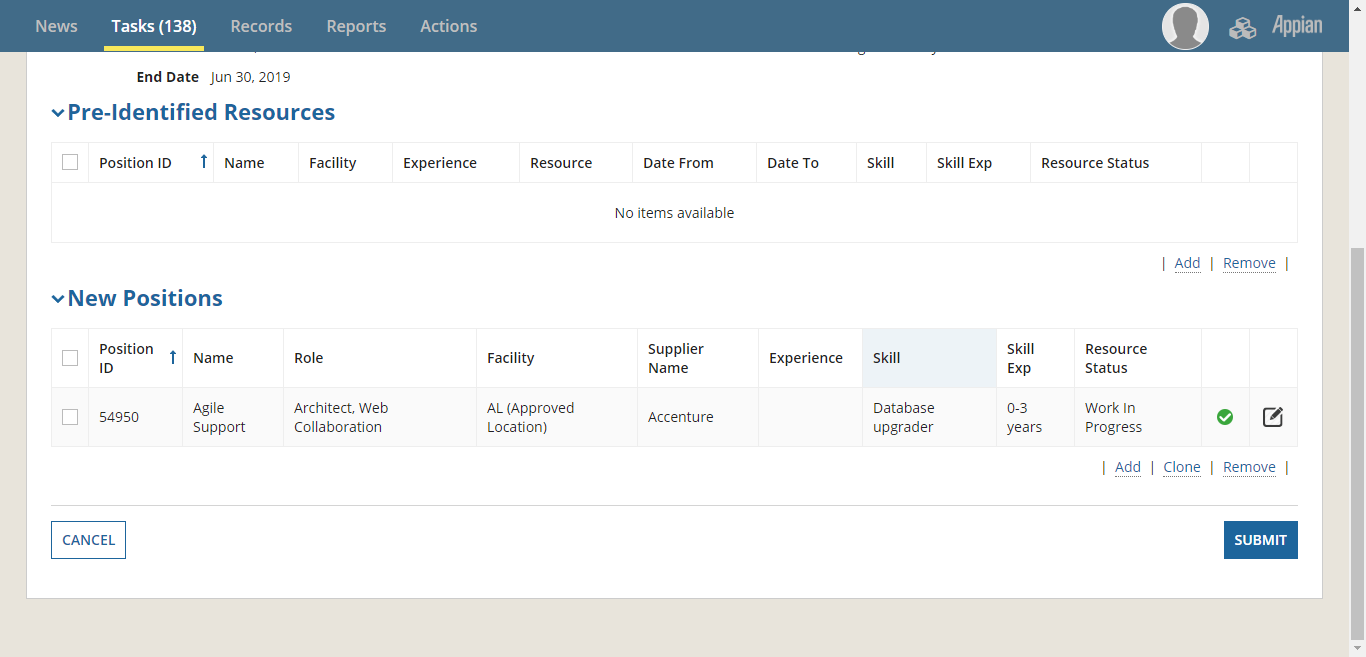 News Tasks (138) Records Reports Actions Appian
End Date Jun 30, 2019
Pre-Identified Resources
Position ID Name Facility Experience Resource Date From Date To Skill Skill Exp Resource Status
No items available
| Add | Remove |
New Positions
Position ID Name Role Facility Supplier Name Experience Skill Skill Exp Resource Status
54950 Agile Support Architect, Web Collaboration AL (Approved Location) Accenture Database upgrader 0-3 years Work In Progress
| Add | Clone | Remove |
CANCEL SUBMIT